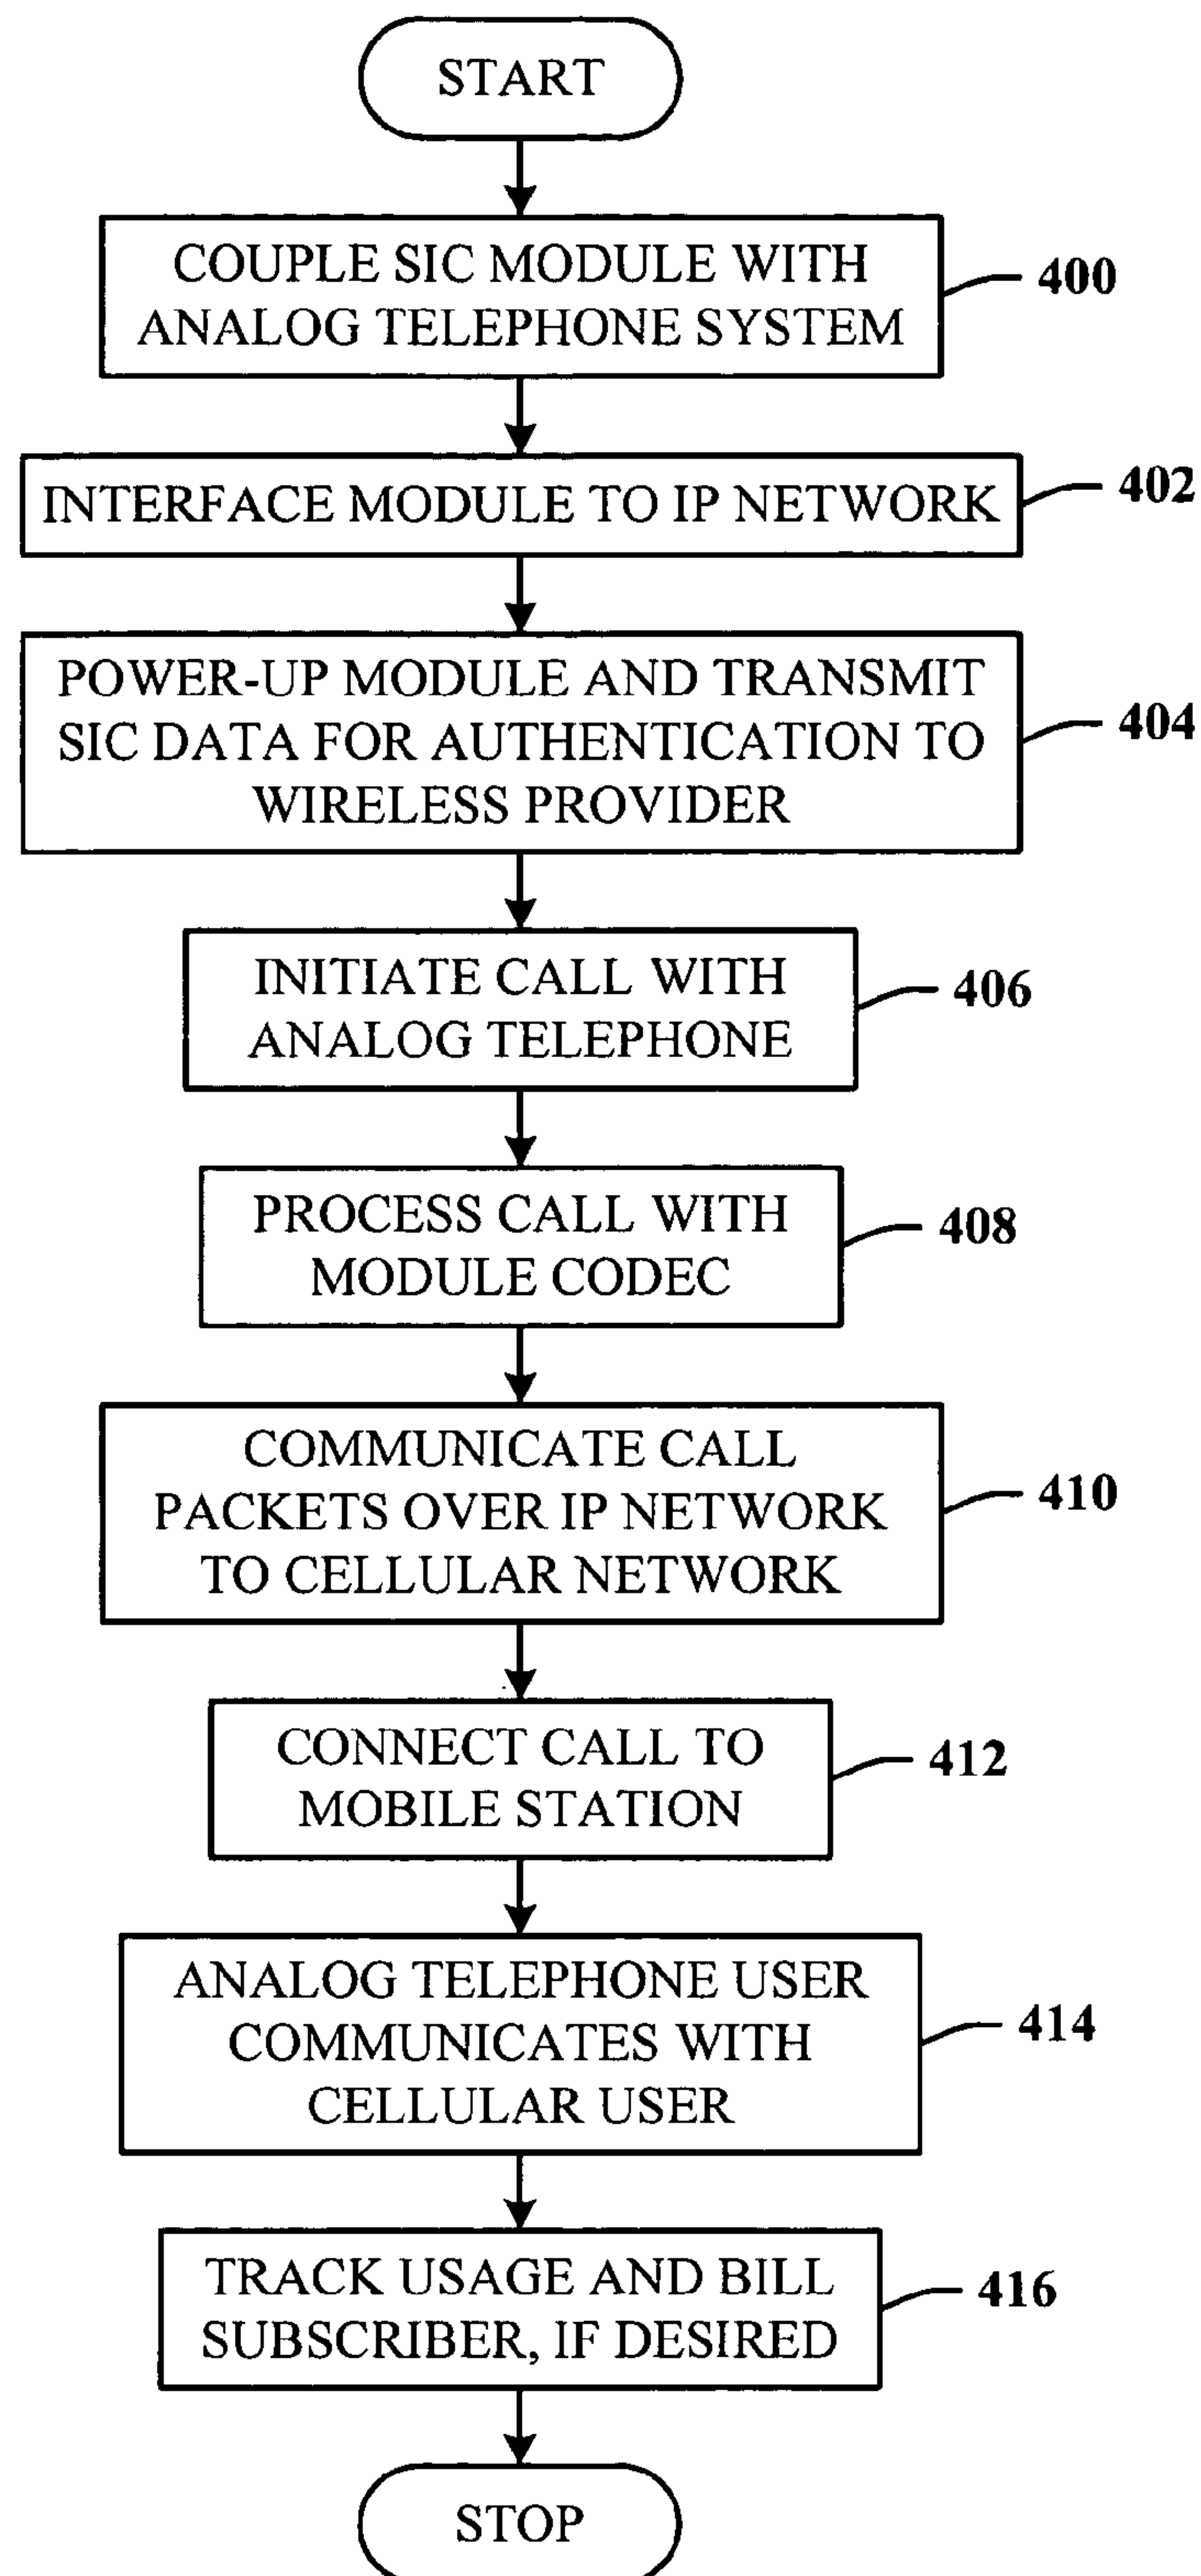 START
COUPLE SIC MODULE WITH
ANALOG TELEPHONE SYSTEM
400
INTERFACE MODULE TO IP NETWORK
402
POWER-UP MODULE AND TRANSMIT
SIC DATA FOR AUTHENTICATION TO
WIRELESS PROVIDER
404
INITIATE CALL WITH
ANALOG TELEPHONE
406
PROCESS CALL WITH
MODULE CODEC
408
COMMUNICATE CALL
PACKETS OVER IP NETWORK
TO CELLULAR NETWORK
410
CONNECT CALL TO
MOBILE STATION
412
ANALOG TELEPHONE USER
COMMUNICATES WITH
CELLULAR USER
414
TRACK USAGE AND BILL
SUBSCRIBER, IF DESIRED
416
STOP